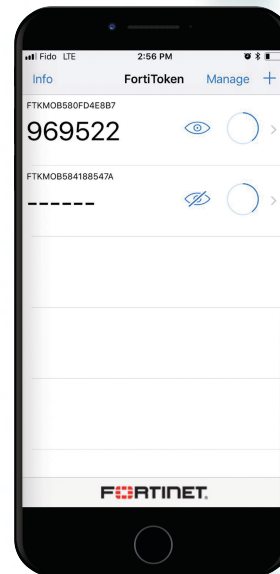 Fido LTE 2:56 PM
Info FortiToken Manage +
FTKMOB580FD4E8B7
969522
FTKMOB584188547A
------
FORTINET.